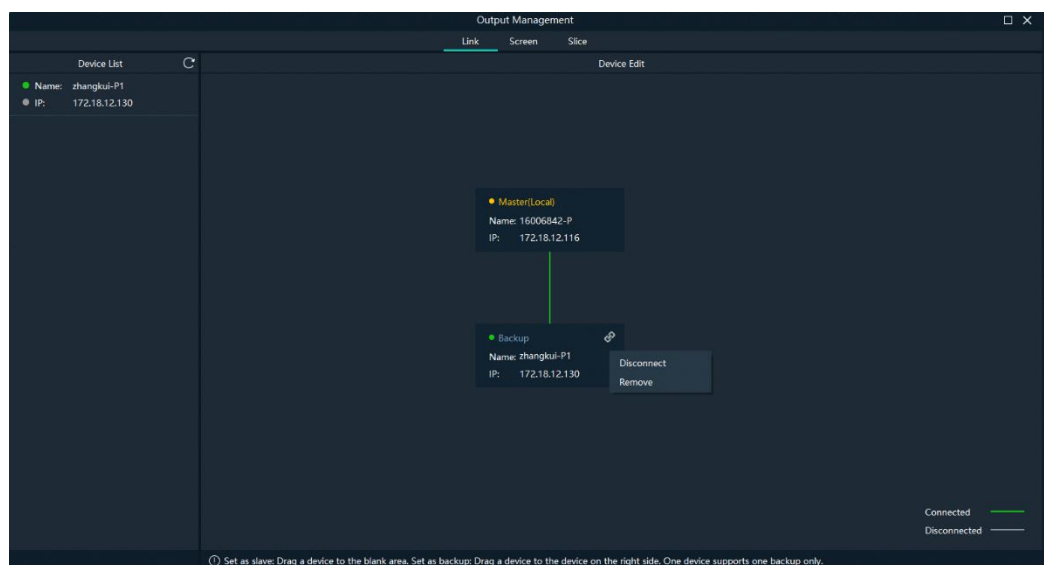 Output Management
Link Screen Slice
Device List
Device Edit
Name: zhangkui-P1
IP: 172.18.12.130
Master(Local)
Name: 16006842-P
IP: 172.18.12.116
Backup
Name: zhangkui-P1
IP: 172.18.12.130
Disconnect
Remove
Connected
Disconnected
Set as slave: Drag a device to the blank area. Set as backup: Drag a device to the device on the right side. One device supports one backup only.